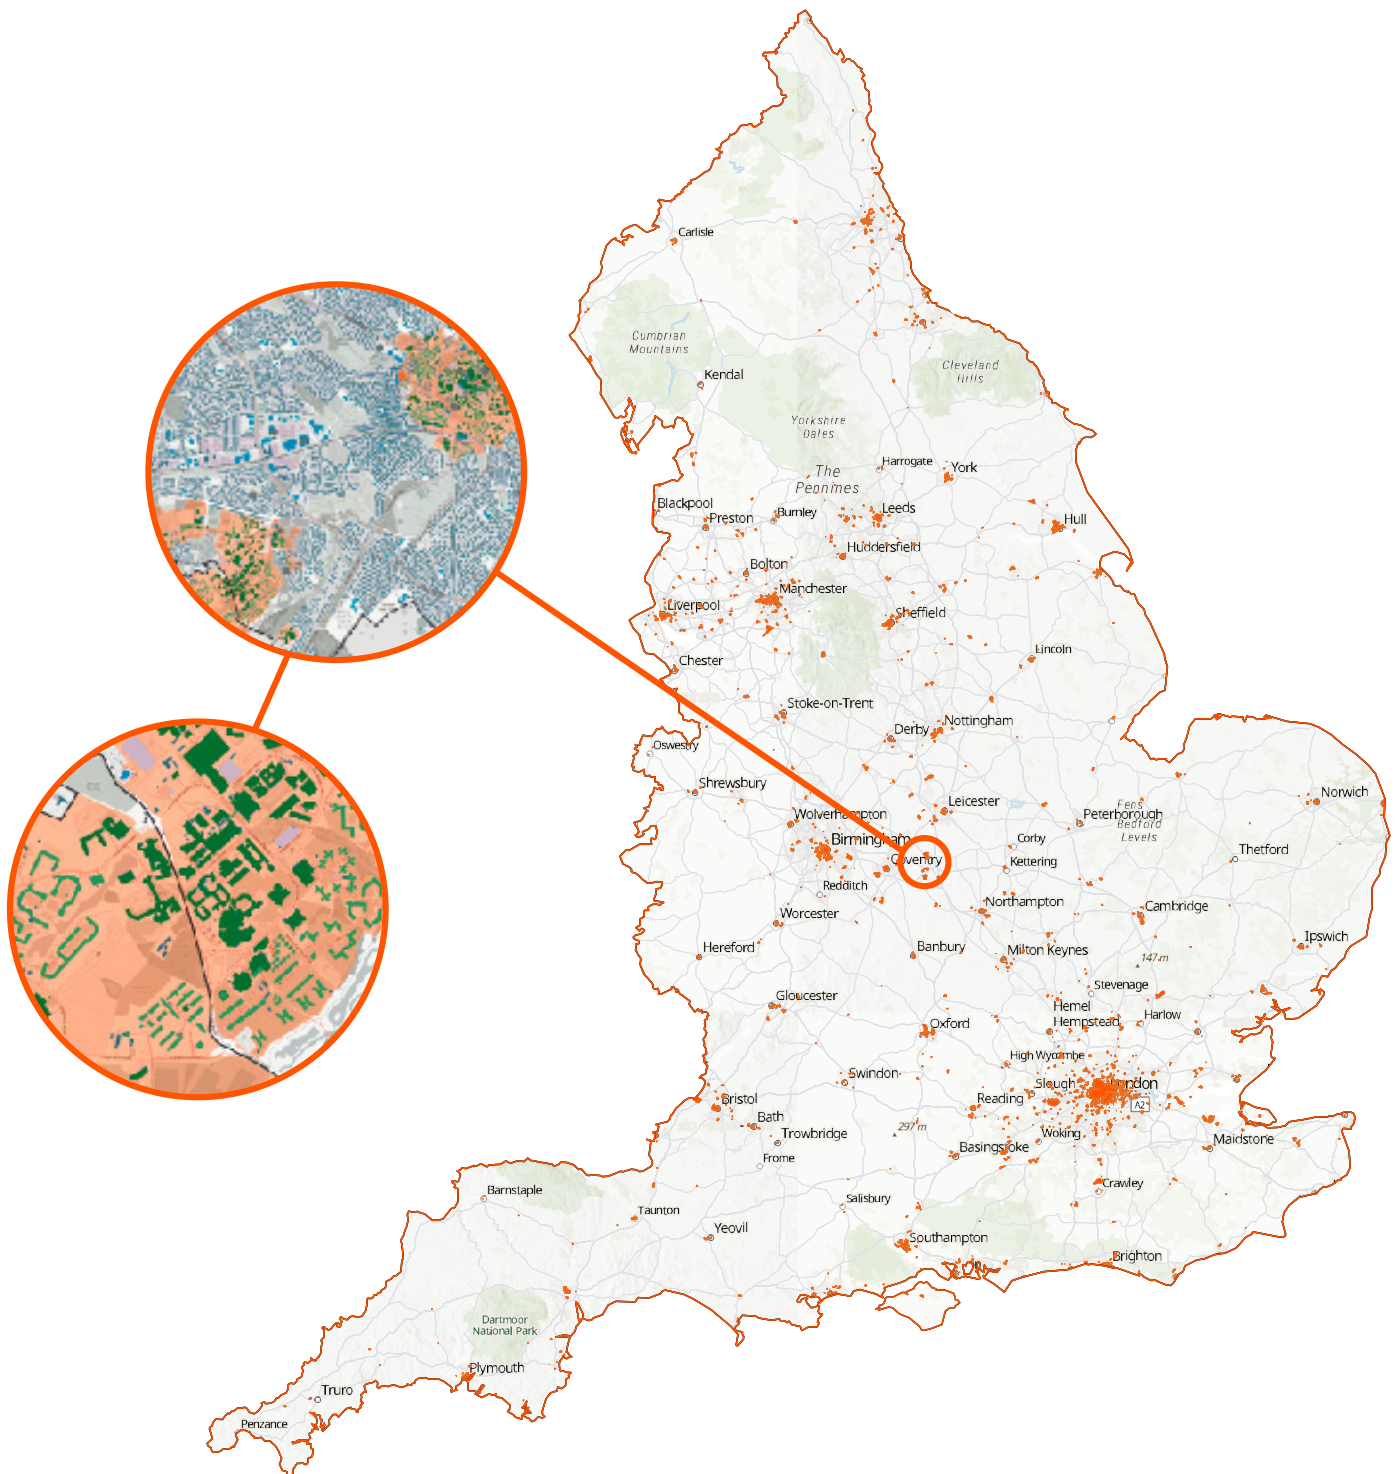 Carlisle
Cumbrian
Mountains
Cleveland
Hills
Kendal
Yorkshire
Dales
Harrogate
York
The
Pennines
Blackpool
Preston
Burnley
Leeds
Hull
Huddersfield
Bolton
Manchester
Liverpool
Sheffield
Lincoln
Chester
Stoke-on-Trent
Nottingham
Derby
Oswestry
Shrewsbury
Leicester
Norwich
Wolverhampton
Peterborough
Fens
Bedford
Levels
Birmingham
Corby
Thetford
Coventry
Kettering
Redditch
Northampton
Cambridge
Worcester
Ipswich
Hereford
Banbury
Milton Keynes
147 m
Stevenage
Gloucester
Hemel
Hempstead
Harlow
Oxford
High Wycombe
Swindon
Slough
London
Bristol
Reading
A2
Bath
297 m
Trowbridge
Woking
Maidstone
Basingstoke
Frome
Barnstaple
Crawley
Salisbury
Taunton
Yeovil
Southampton
Brighton
Dartmoor
National Park
Plymouth
Truro
Penzance